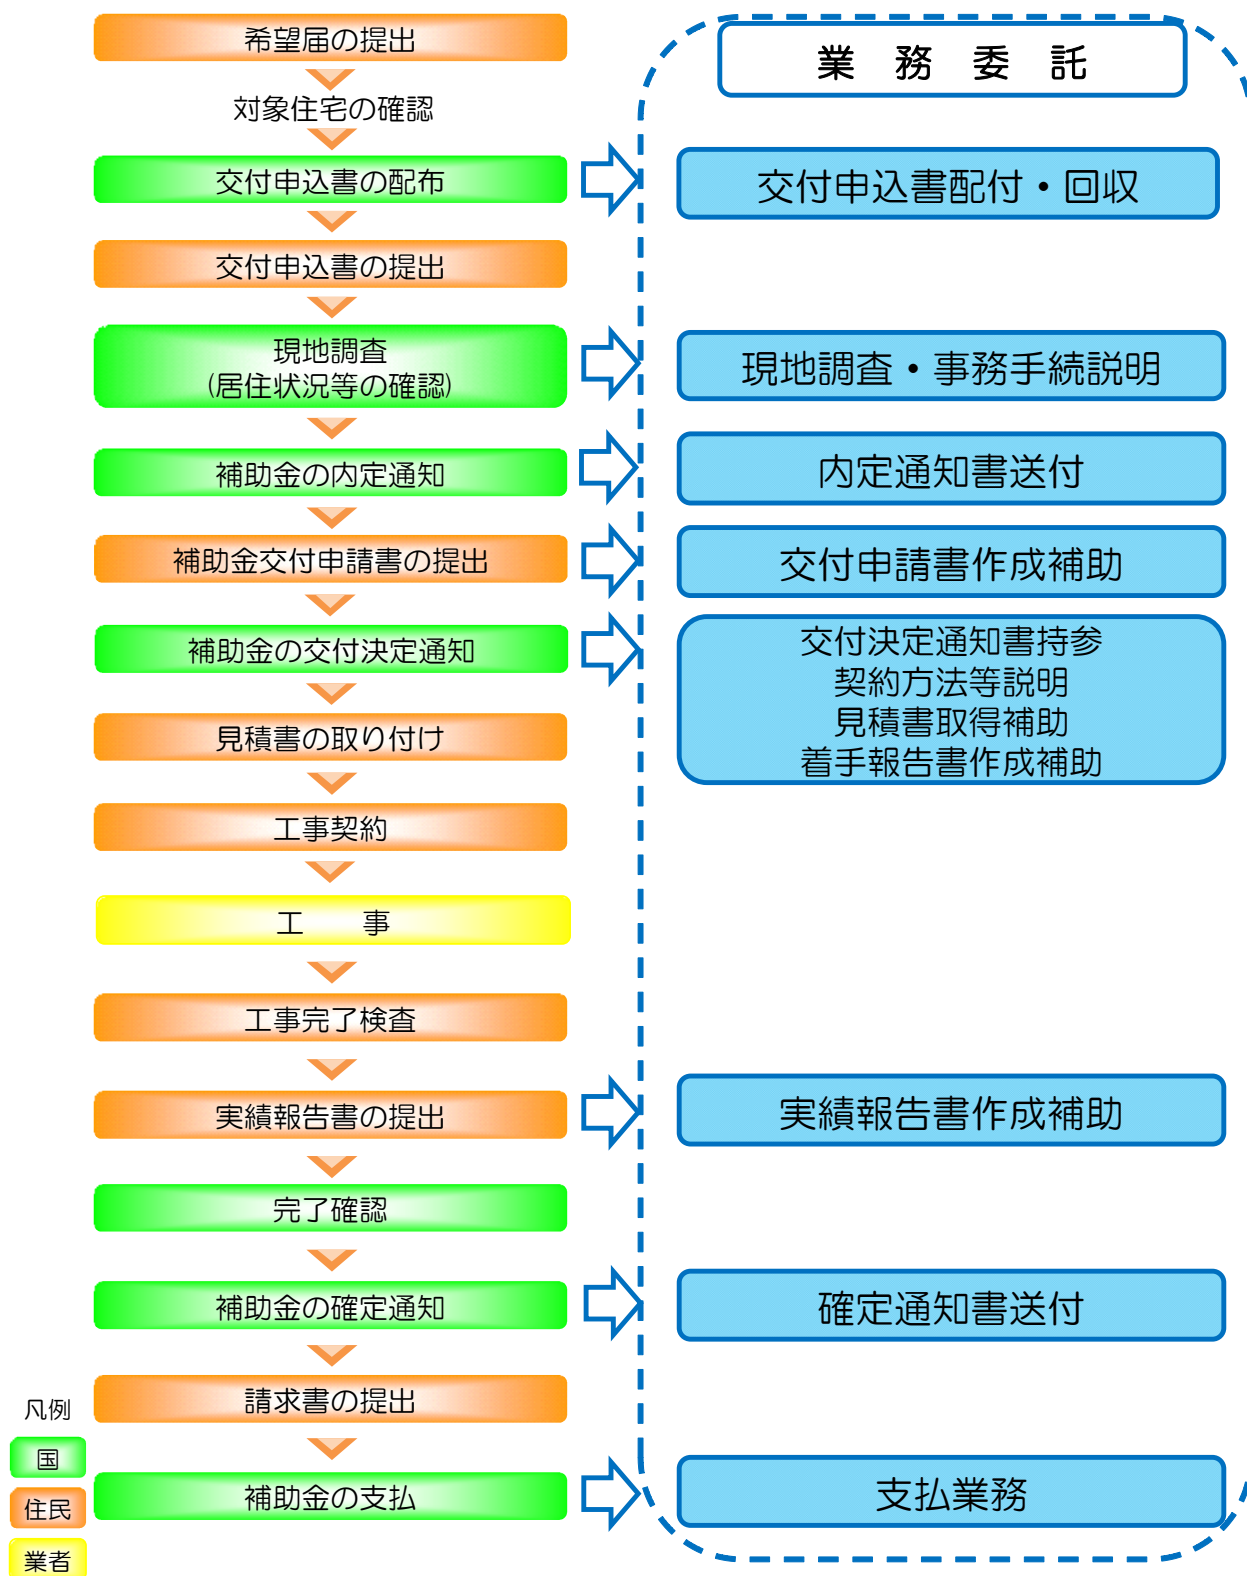 希望届の提出
対象住宅の確認
交付申込書の配布
交付申込書の提出
現地調査
(居住状況等の確認)
補助金の内定通知
補助金交付申請書の提出
補助金の交付決定通知
見積書の取り付け
工事契約
工　事
工事完了検査
実績報告書の提出
完了確認
補助金の確定通知
請求書の提出
補助金の支払
業　務　委　託
交付申込書配付・回収
現地調査・事務手続説明
内定通知書送付
交付申請書作成補助
交付決定通知書持参
契約方法等説明
見積書取得補助
着手報告書作成補助
実績報告書作成補助
確定通知書送付
支払業務
凡例
国
住民
業者